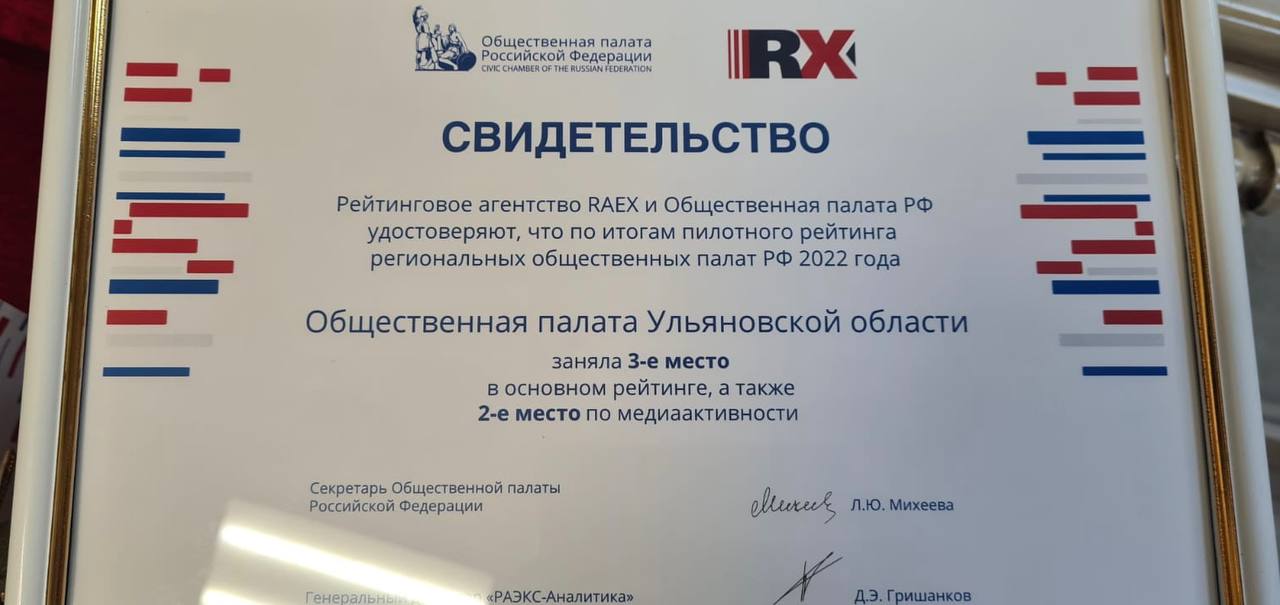 Общественная палата
Российской Федерации
CIVIC CHAMBER OF THE RUSSIAN FEDERATION
RX
СВИДЕТЕЛЬСТВО
Рейтинговое агентство RAEX и Общественная палата РФ
удостоверяют, что по итогам пилотного рейтинга
региональных общественных палат РФ 2022 года
Общественная палата Ульяновской области
заняла 3-е место
в основном рейтинге, а также
2-е место по медиаактивности
Секретарь Общественной палаты
Российской Федерации
Л.Ю. Михеева
Генеральный «РАЭКС-Аналитика»
Д.Э. Гришанков